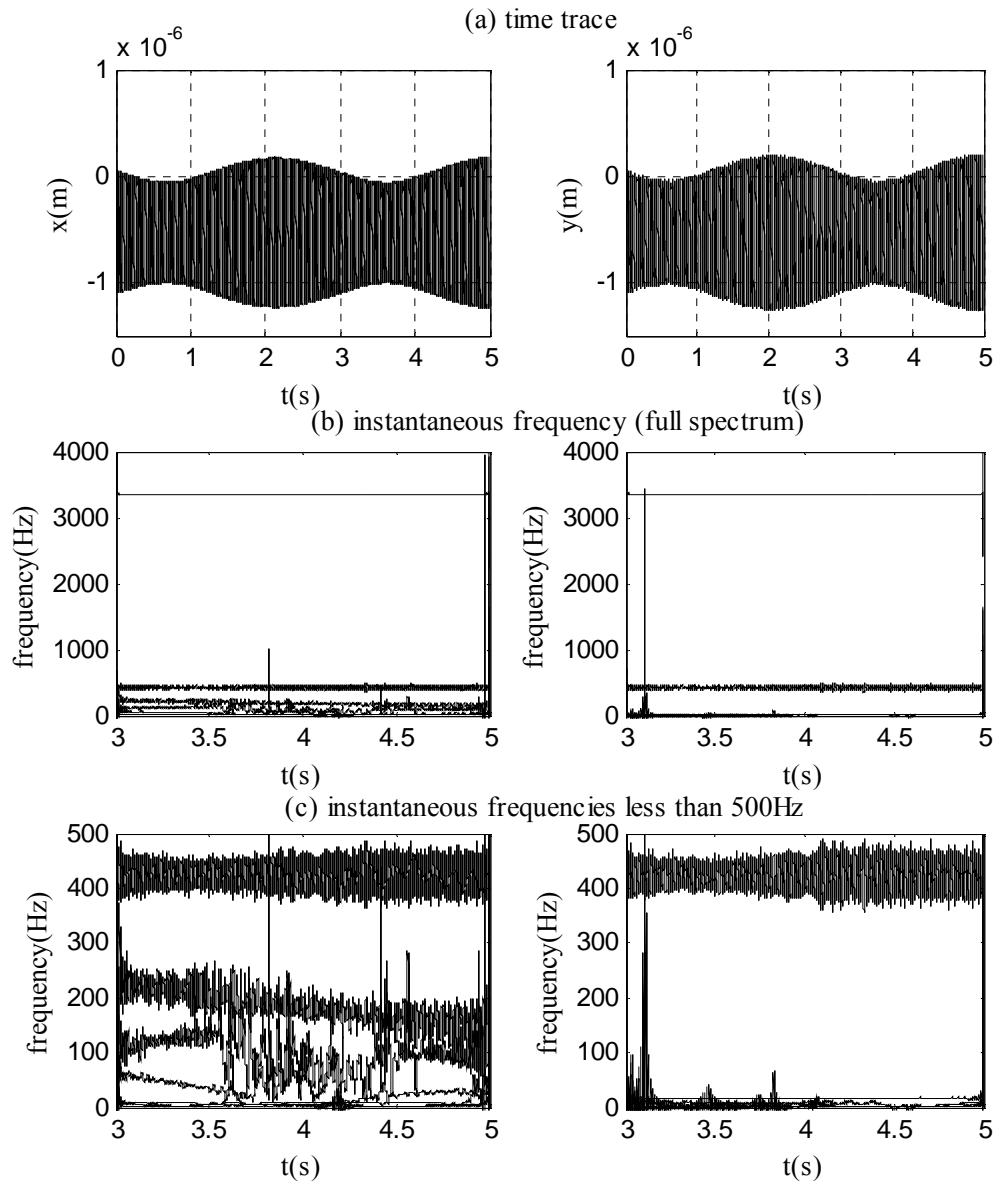 (a) time trace
x 10-6
x 10-6
1
0
-1
x(m)
0 1 2 3 4 5
t(s)
1
0
-1
y(m)
0 1 2 3 4 5
t(s)
(b) instantaneous frequency (full spectrum)
4000
3000
2000
1000
0
frequency(Hz)
3 3.5 4 4.5 5
t(s)
4000
3000
2000
1000
0
frequency(Hz)
3 3.5 4 4.5 5
t(s)
(c) instantaneous frequencies less than 500Hz
500
400
300
200
100
0
frequency(Hz)
3 3.5 4 4.5 5
t(s)
500
400
300
200
100
0
frequency(Hz)
3 3.5 4 4.5 5
t(s)